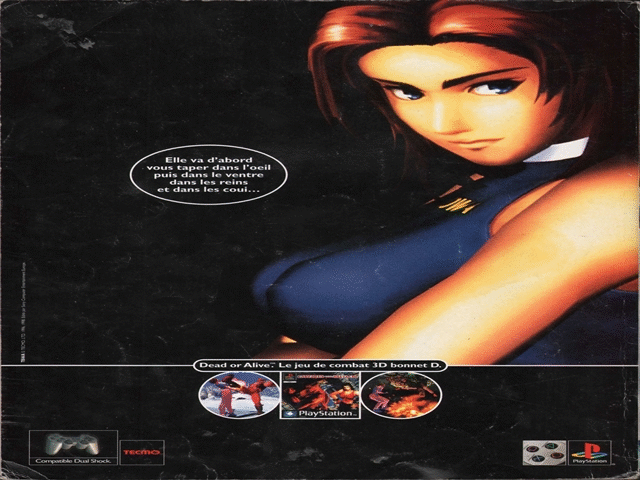 Elle va d'abord
vous taper dans l'oeil
puis dans le ventre
dans les reins
et dans les coui...
Dead or Alive™ Le jeu de combat 3D bonnet D.
PlayStation
Compatible Dual Shock.
TECMO
PlayStation